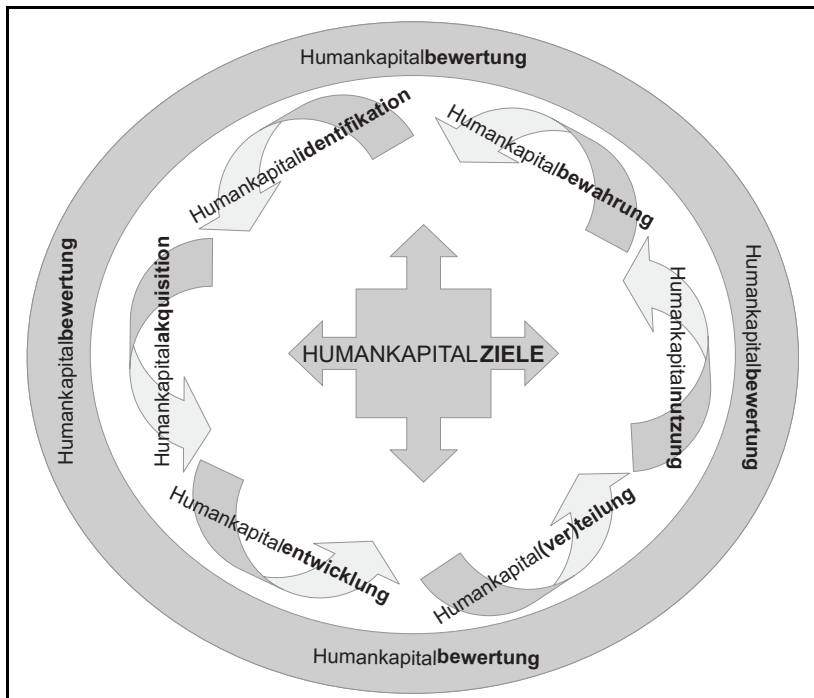 Humankapitalbewertung
Humankapitalidentifikation
Humankapitalbewahrung
Humankapitalbewertung
Humankapitalakquisition
HUMANKAPITALZIELE
Humankapitalnutzung
Humankapitalbewertung
Humankapitalentwicklung
Humankapital(ver)teilung
Humankapitalbewertung